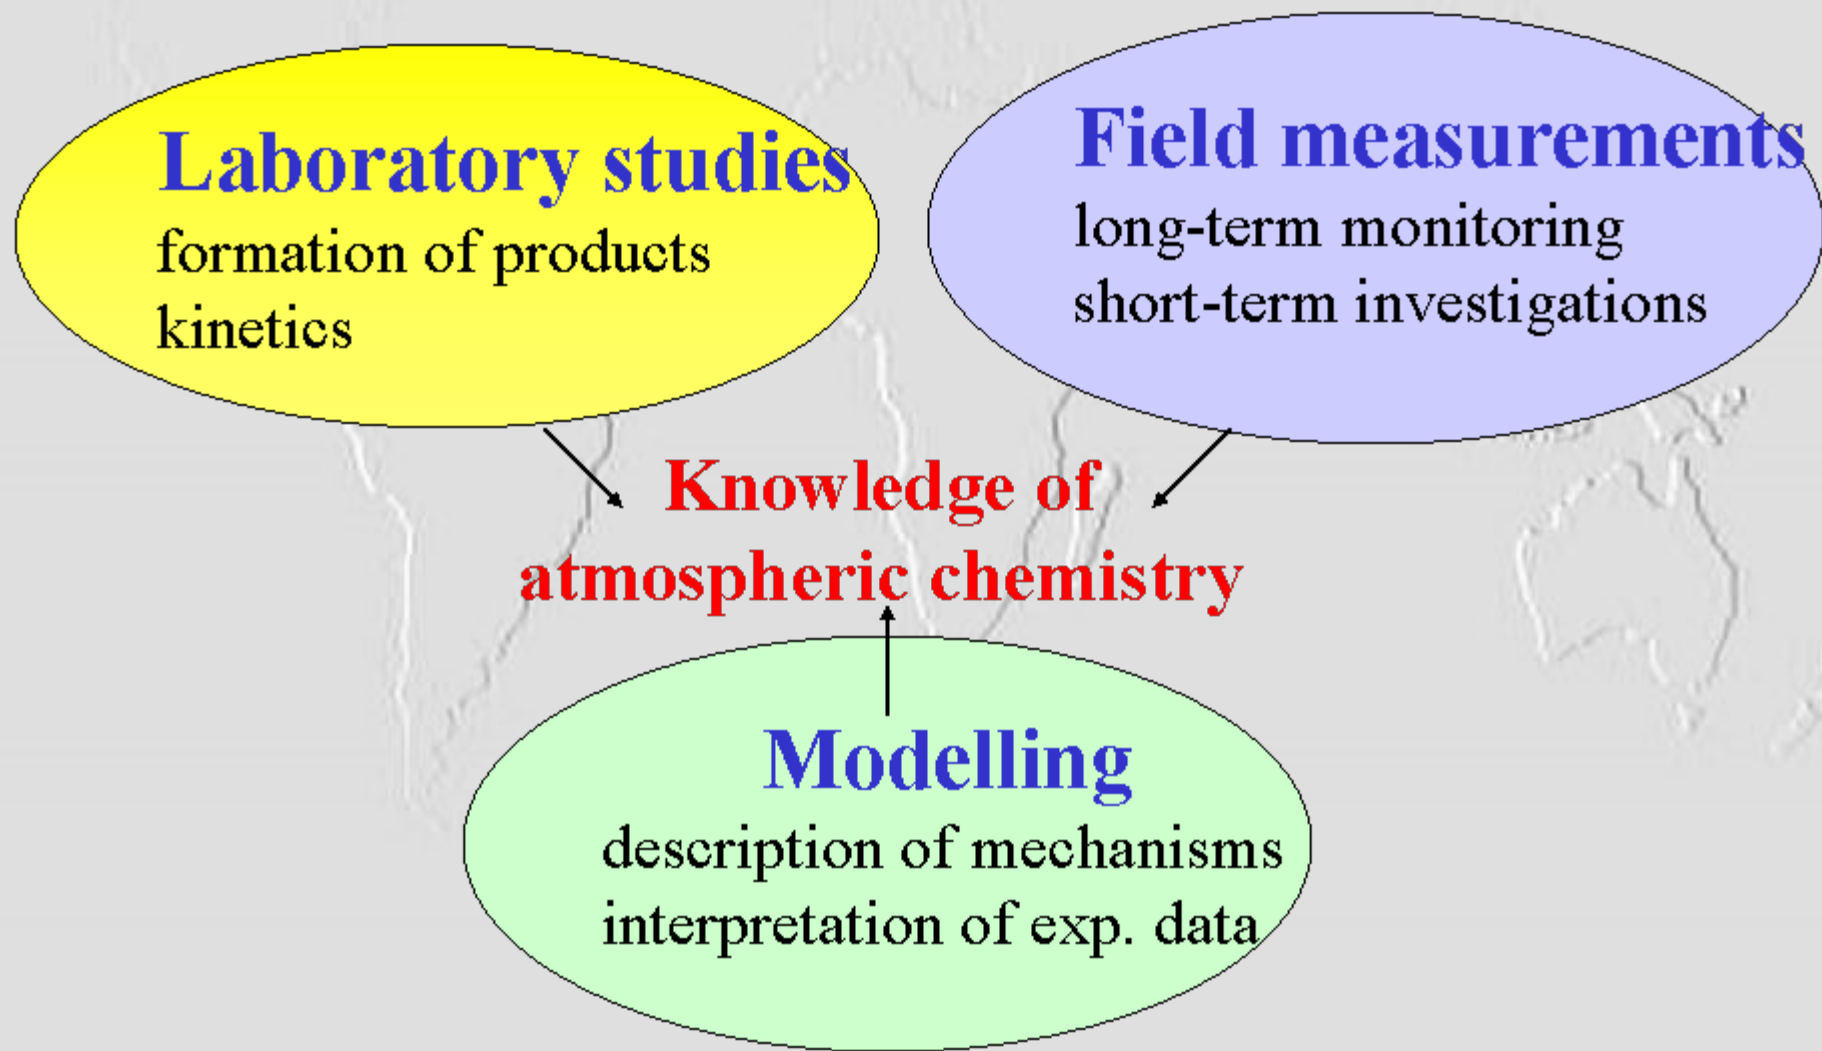 Laboratory studies
formation of products
kinetics
Field measurements
long-term monitoring
short-term investigations
Knowledge of
atmospheric chemistry
Modelling
description of mechanisms
interpretation of exp. data